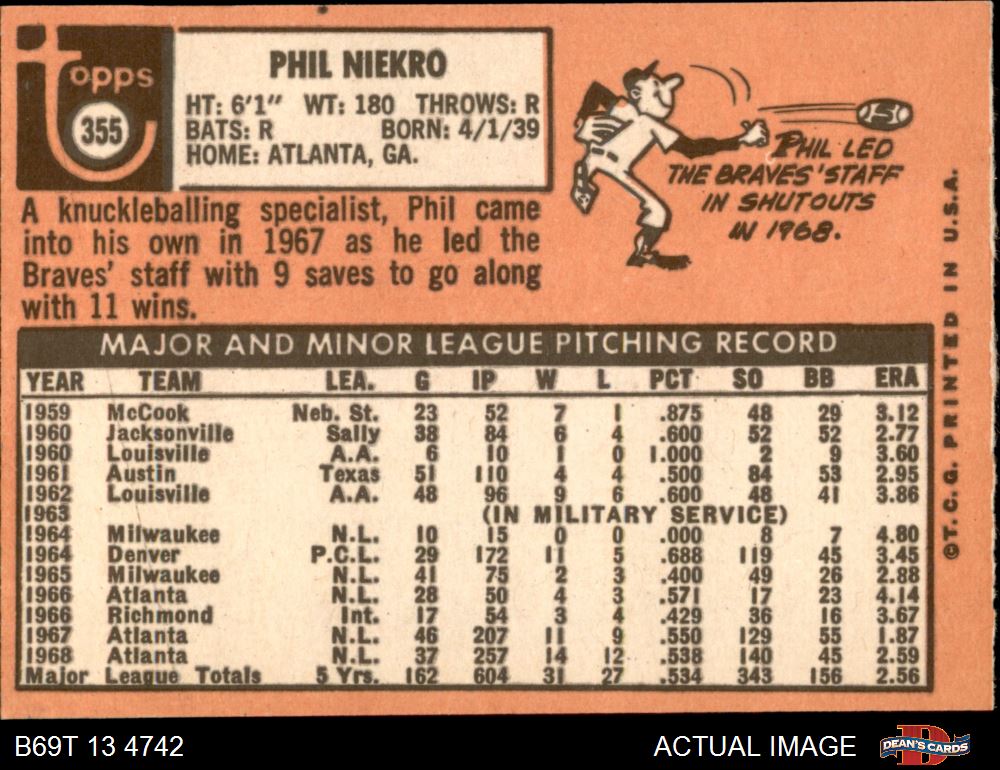 Topps
355
PHIL NIEKRO
HT: 6'1" WT: 180 THROWS: R
BATS: R BORN: 4/1/39
HOME: ATLANTA, GA.
A knuckleballing specialist, Phil came
into his own in 1967 as he led the
Braves' staff with 9 saves to go along
with 11 wins.
PHIL LED
THE BRAVES' STAFF
IN SHUTOUTS
IN 1968.
MAJOR AND MINOR LEAGUE PITCHING RECORD
YEAR TEAM LEA. G IP W L PCT SO BB ERA
1959 McCook Neb. St. 23 52 7 1 .875 48 29 3.12
1960 Jacksonville Sally 38 84 6 4 .600 52 52 2.77
1960 Louisville A.A. 6 10 1 0 1.000 2 9 3.60
1961 Austin Texas 51 110 4 4 .500 84 53 2.95
1962 Louisville A.A. 48 96 9 6 .600 48 41 3.86
1963 (IN MILITARY SERVICE)
1964 Milwaukee N.L. 10 15 0 0 .000 8 7 4.80
1964 Denver P.C.L. 29 172 11 5 .688 119 45 3.45
1965 Milwaukee N.L. 41 75 2 3 .400 49 26 2.88
1966 Atlanta N.L. 28 50 4 3 .571 17 23 4.14
1966 Richmond Int. 17 54 3 4 .429 36 16 3.67
1967 Atlanta N.L. 46 207 11 9 .550 129 55 1.87
1968 Atlanta N.L. 37 257 14 12 .538 140 45 2.59
Major League Totals 5 Yrs. 162 604 31 27 .534 343 156 2.56
©T.C.G. PRINTED IN U.S.A.
B69T 13 4742
ACTUAL IMAGE
D
DEAN'S CARDS